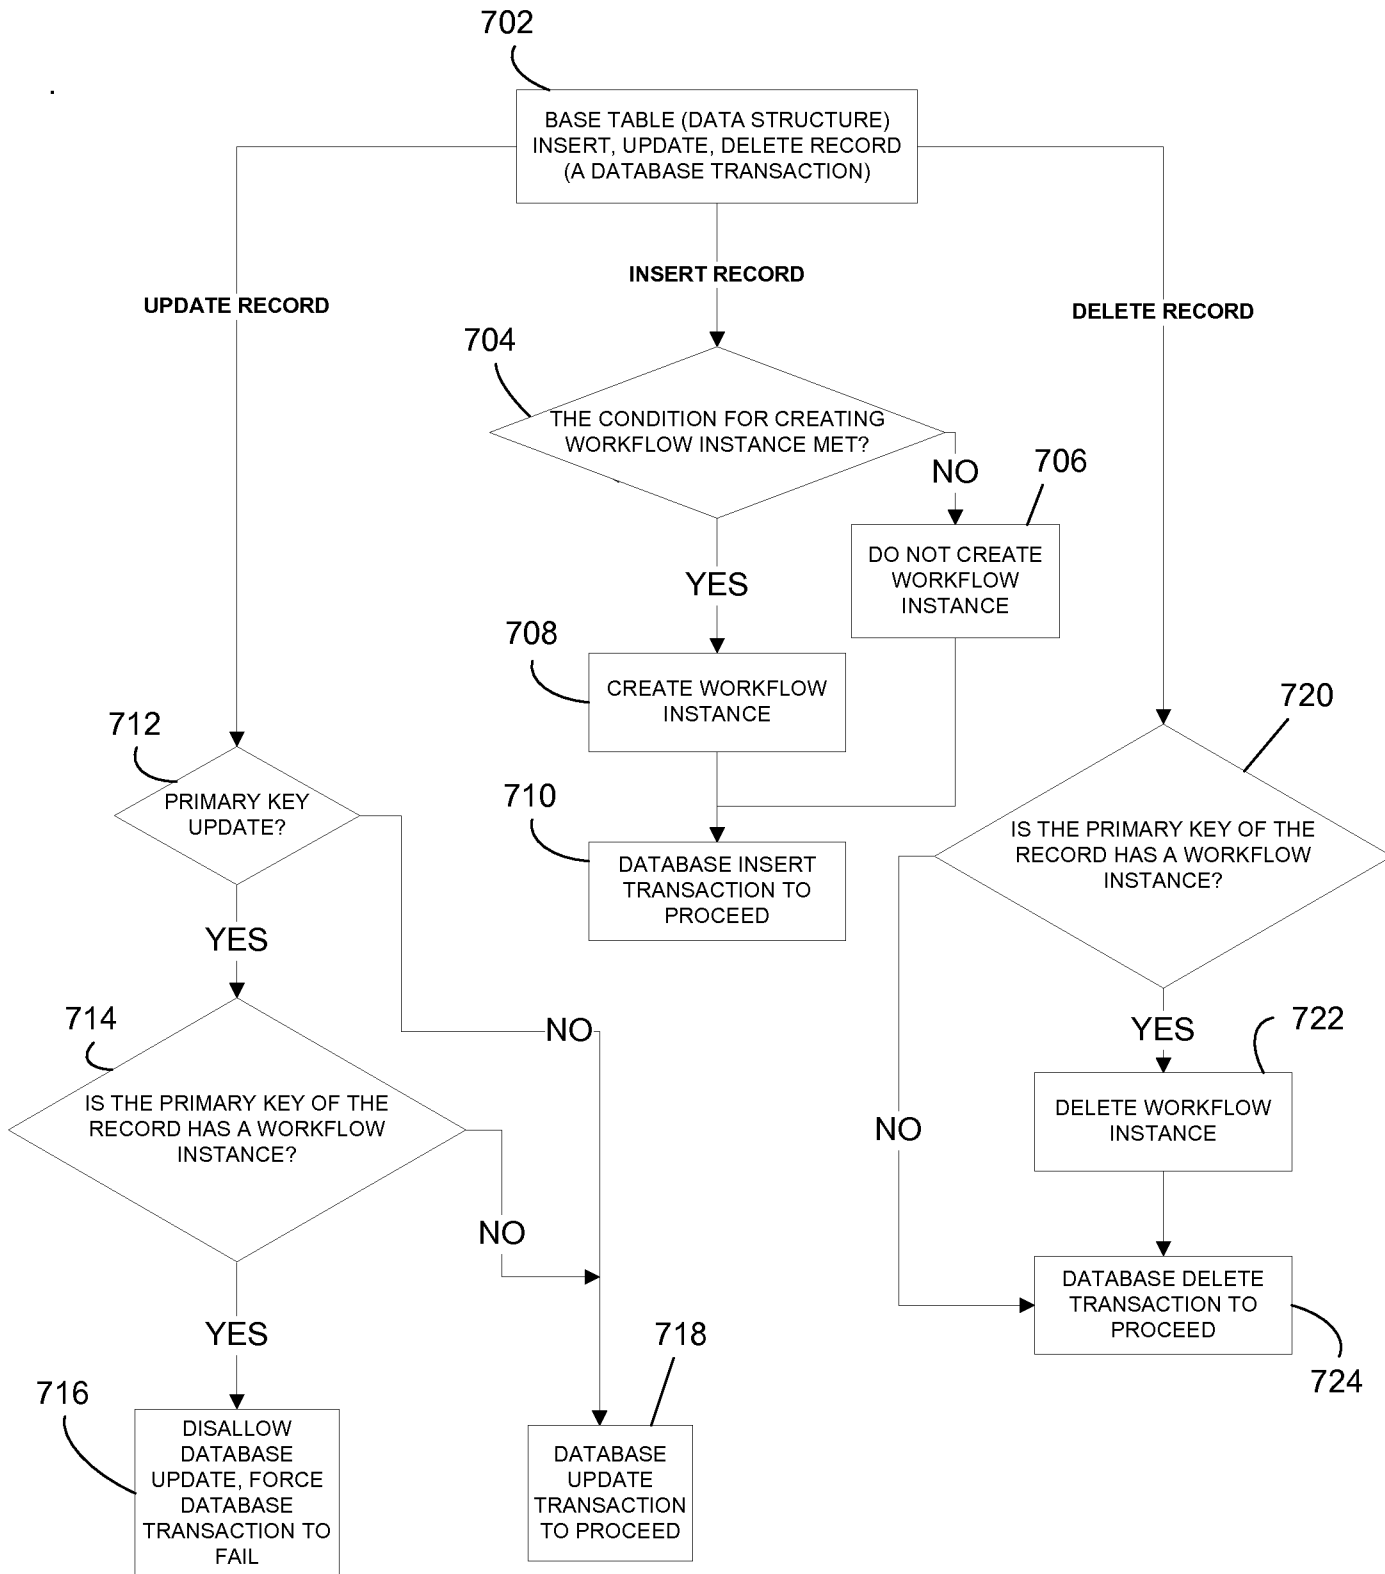 702
BASE TABLE (DATA STRUCTURE)
INSERT, UPDATE, DELETE RECORD
(A DATABASE TRANSACTION)
INSERT RECORD
UPDATE RECORD
DELETE RECORD
704
THE CONDITION FOR CREATING
WORKFLOW INSTANCE MET?
NO
706
DO NOT CREATE
WORKFLOW
INSTANCE
YES
708
CREATE WORKFLOW
INSTANCE
710
DATABASE INSERT
TRANSACTION TO
PROCEED
712
PRIMARY KEY
UPDATE?
YES
NO
714
IS THE PRIMARY KEY OF THE
RECORD HAS A WORKFLOW
INSTANCE?
NO
YES
716
DISALLOW
DATABASE
UPDATE, FORCE
DATABASE
TRANSACTION TO
FAIL
718
DATABASE
UPDATE
TRANSACTION
TO PROCEED
720
IS THE PRIMARY KEY OF THE
RECORD HAS A WORKFLOW
INSTANCE?
YES
722
DELETE WORKFLOW
INSTANCE
NO
DATABASE DELETE
TRANSACTION TO
PROCEED
724